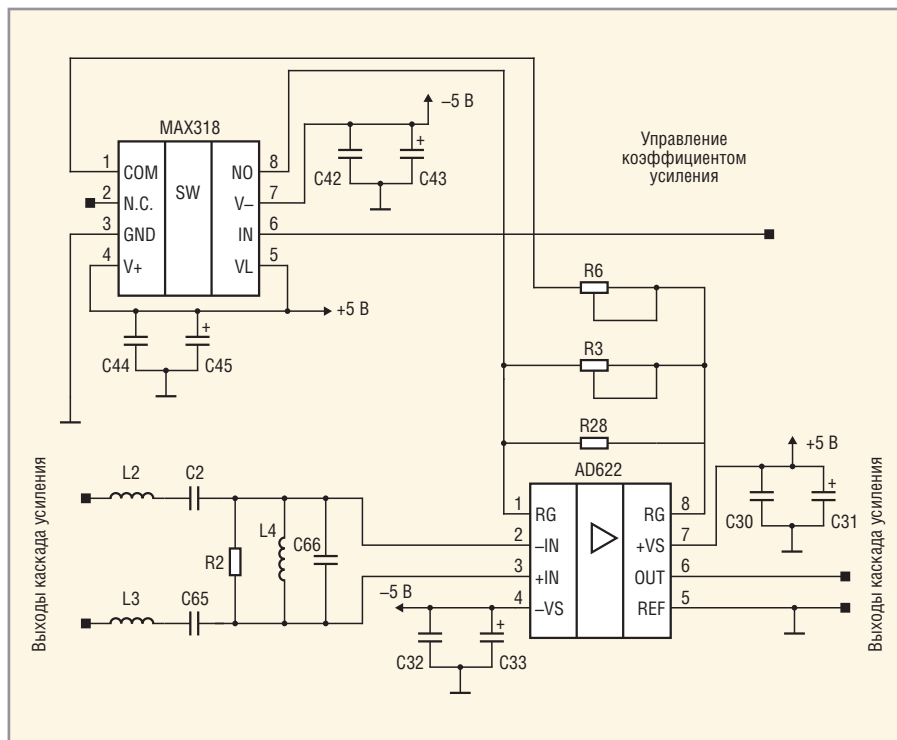 –5 В
MAX318
Управление
коэффициентом
усиления
1 COM SW NO 8
2 N.C. V– 7
3 GND IN 6
4 V+ VL 5
C42 C43
+
+5 В
C44 C45
+
R6
R3
R28
AD622
+5 В
1 RG RG 8
2 –IN +VS 7
3 +IN OUT 6
4 –VS REF 5
C30 C31
+
–5 В
C32 C33
+
L2 C2
R2 L4 C66
L3 C65
Выходы каскада усиления
Выходы каскада усиления